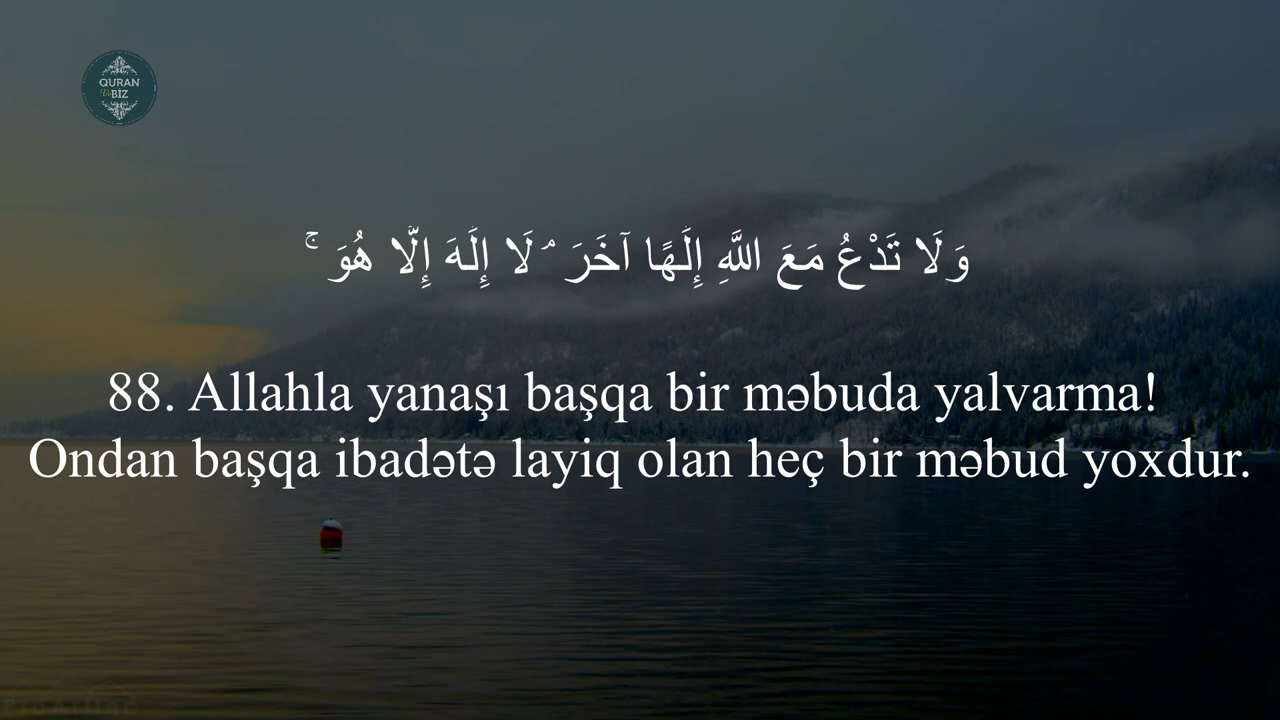 QURAN
Və BİZ
وَلَا تَدْعُ مَعَ اللَّهِ إِلَٰهًا آخَرَ ۘ لَا إِلَٰهَ إِلَّا هُوَ ۚ
88. Allahla yanaşı başqa bir məbuda yalvarma!
Ondan başqa ibadətə layiq olan heç bir məbud yoxdur.